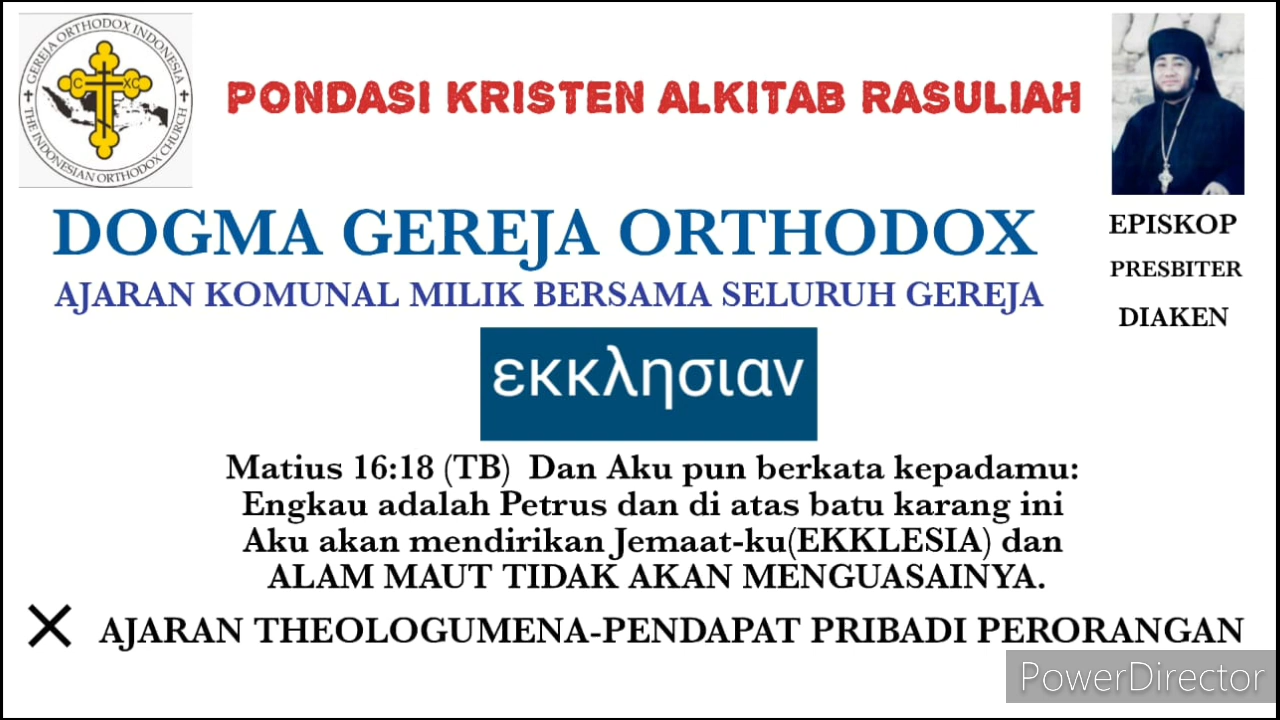 GEREJA ORTHODOX INDONESIA
THE INDONESIAN ORTHODOX CHURCH
C XC
PONDASI KRISTEN ALKITAB RASULIAH
DOGMA GEREJA ORTHODOX
AJARAN KOMUNAL MILIK BERSAMA SELURUH GEREJA
EPISKOP
PRESBITER
DIAKEN
εκκλησιαν
Matius 16:18 (TB) Dan Aku pun berkata kepadamu:
Engkau adalah Petrus dan di atas batu karang ini
Aku akan mendirikan Jemaat-ku(EKKLESIA) dan
ALAM MAUT TIDAK AKAN MENGUASAINYA.
✕ AJARAN THEOLOGUMENA-PENDAPAT PRIBADI PERORANGAN
PowerDirector